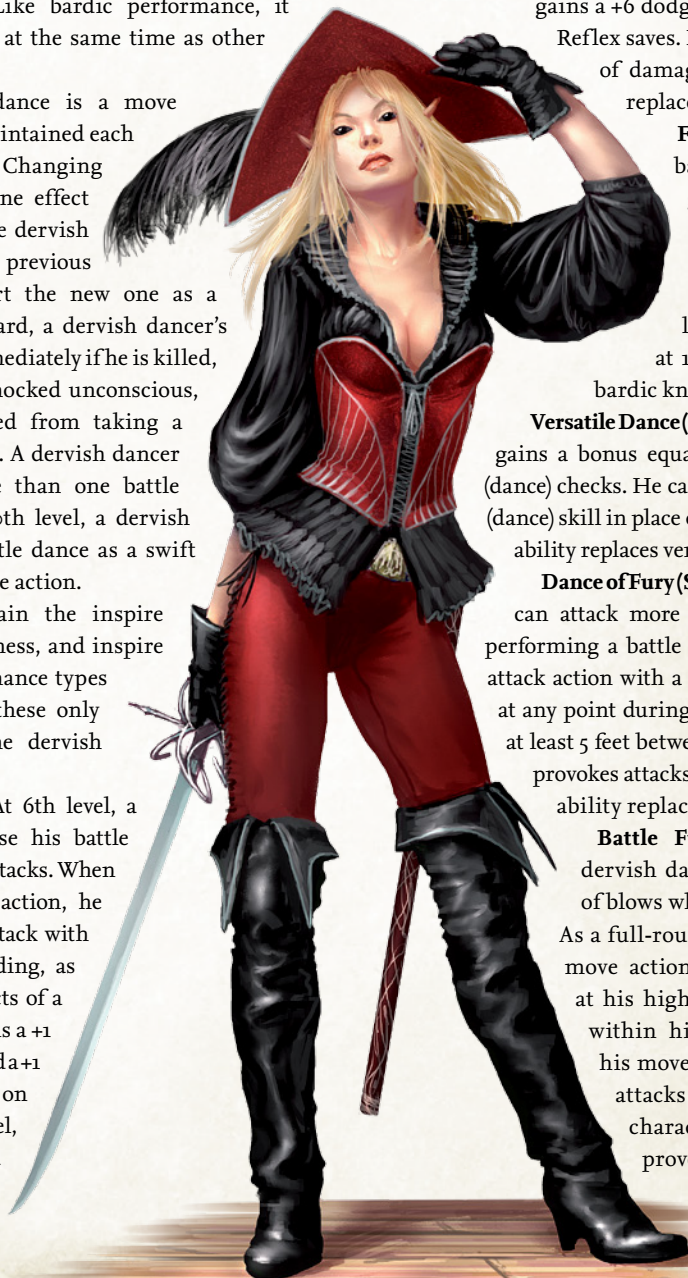 Like bardic performance, it
at the same time as other
dance is a move
intained each
Changing
ne effect
e dervish
previous
rt the new one as a
ard, a dervish dancer's
mediately if he is killed,
nocked unconscious,
ed from taking a
. A dervish dancer
e than one battle
0th level, a dervish
tle dance as a swift
e action.
ain the inspire
ness, and inspire
mance types
these only
he dervish
At 6th level, a
se his battle
tacks. When
action, he
tack with
ding, as
cts of a
s a +1
d a +1
on
el,
gains a +6 dodg
Reflex saves.
of damag
replac
F
ba
l
at 1
bardic kn
Versatile Dance (
gains a bonus equa
(dance) checks. He ca
(dance) skill in place
ability replaces ver
Dance of Fury (S
can attack more
performing a battle
attack action with a
at any point during
at least 5 feet betwe
provokes attacks
ability replac
Battle F
dervish da
of blows wh
As a full-rou
move action
at his high
within hi
his move
attacks
charac
prov